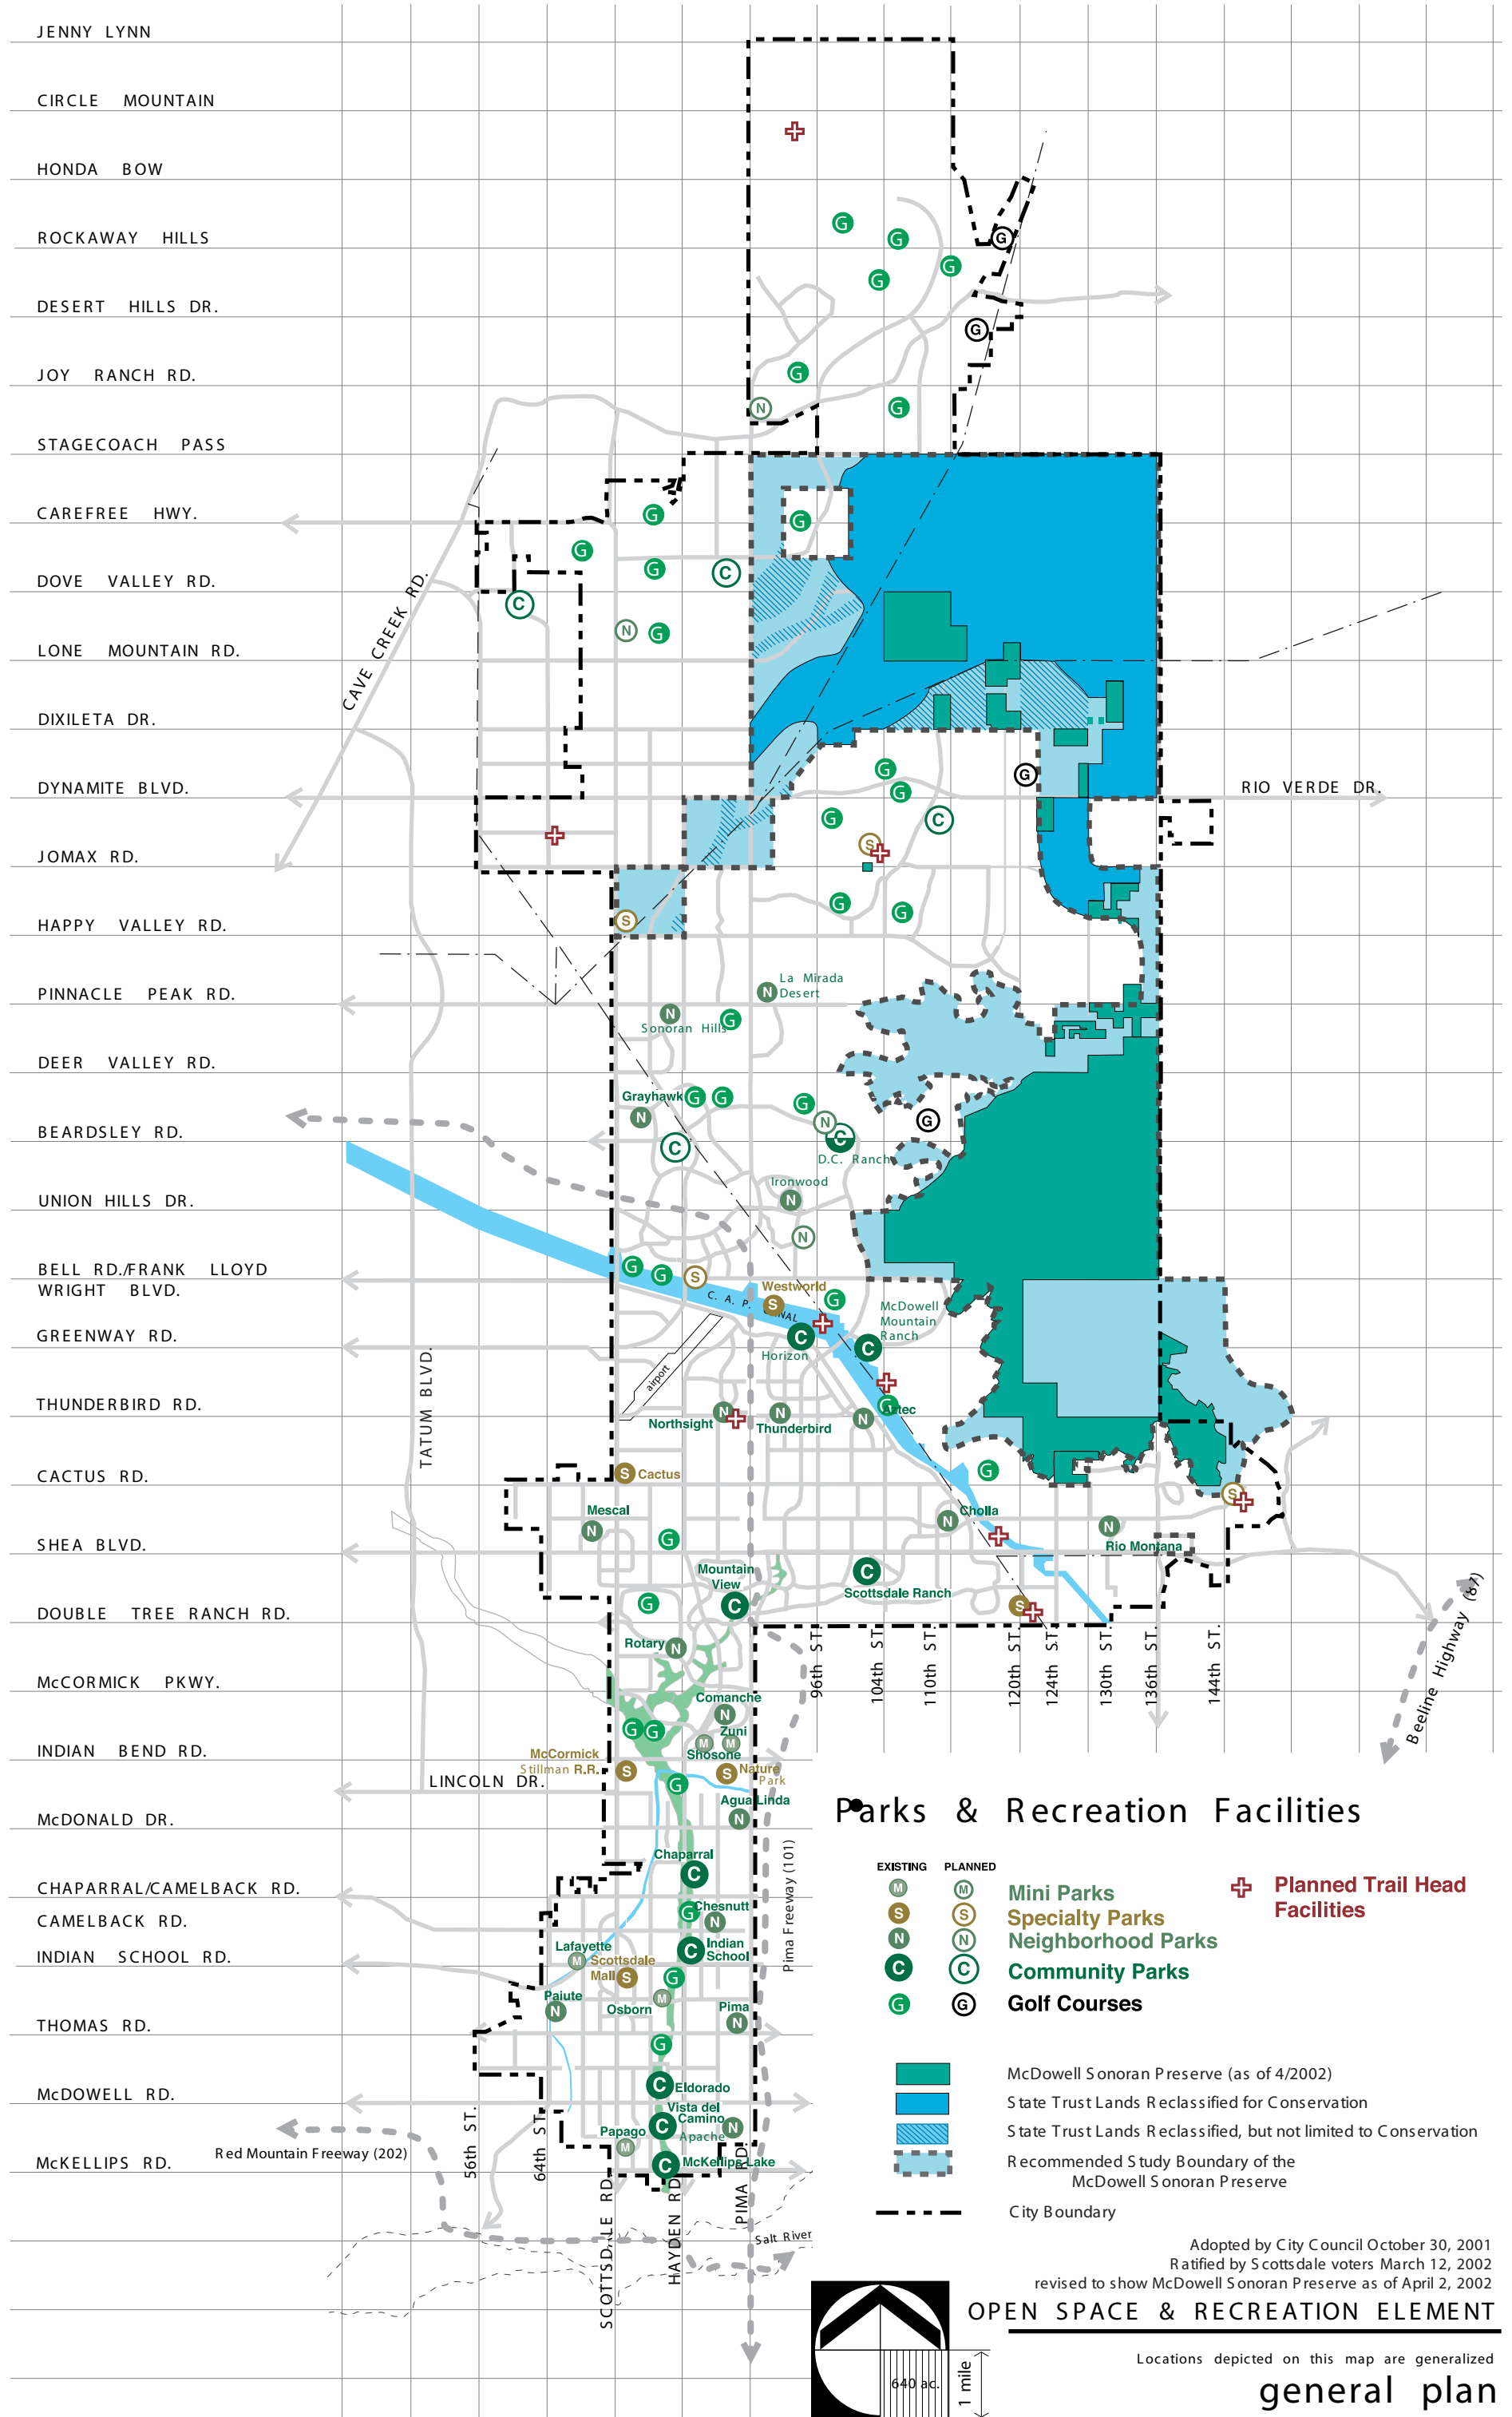 JENNY LYNN
CIRCLE MOUNTAIN
HONDA BOW
ROCKAWAY HILLS
G
G
G
G
G
DESERT HILLS DR.
G
JOY RANCH RD.
G
N
G
STAGECOACH PASS
CAREFREE HWY.
G
G
G
DOVE VALLEY RD.
G
C
C
CAVE CREEK RD.
N
G
LONE MOUNTAIN RD.
DIXILETA DR.
DYNAMITE BLVD.
G
G
G
RIO VERDE DR.
G
C
S
JOMAX RD.
HAPPY VALLEY RD.
S
G
G
PINNACLE PEAK RD.
N
La Mirada
Desert
N
Sonoran Hills
G
DEER VALLEY RD.
Grayhawk
G
G
G
N
N
G
BEARDSLEY RD.
C
C
D.C. Ranch
UNION HILLS DR.
Ironwood
N
N
BELL RD./FRANK LLOYD
WRIGHT BLVD.
G
G
S
Westworld
S
C. A. P. CANAL
G
McDowell
Mountain
Ranch
GREENWAY RD.
C
Horizon
C
airport
TATUM BLVD.
THUNDERBIRD RD.
Northsight
N
N
Thunderbird
N
G
Aztec
CACTUS RD.
S
Cactus
G
S
Mescal
N
G
N
Cholla
N
Rio Montana
SHEA BLVD.
Mountain
View
C
C
Scottsdale Ranch
G
S
DOUBLE TREE RANCH RD.
Rotary
N
96th ST.
104th ST.
110th ST.
120th ST.
124th ST.
130th ST.
136th ST.
144th ST.
Beeline Highway (87)
McCORMICK PKWY.
Comanche
N
G
G
Zuni
M
M
Shosone
INDIAN BEND RD.
McCormick
Stillman R.R.
S
S
Nature
Park
LINCOLN DR.
G
Agua Linda
N
McDONALD DR.
Chaparral
C
Pima Freeway (101)
CHAPARRAL/CAMELBACK RD.
G
Chesnutt
N
CAMELBACK RD.
C
Indian
School
INDIAN SCHOOL RD.
Lafayette
M
Scottsdale
Mall
S
G
Paiute
N
Osborn
M
Pima
N
THOMAS RD.
G
McDOWELL RD.
C
Eldorado
Vista del
Camino
C
Papago
M
Apache
N
56th ST.
64th ST.
Red Mountain Freeway (202)
McKELLIPS RD.
C
McKellips Lake
SCOTTSDALE RD.
HAYDEN RD.
PIMA RD.
Salt River
Parks & Recreation Facilities
EXISTING PLANNED
M M Mini Parks
S S Specialty Parks
N N Neighborhood Parks
C C Community Parks
G G Golf Courses
Planned Trail Head
Facilities
McDowell Sonoran Preserve (as of 4/2002)
State Trust Lands Reclassified for Conservation
State Trust Lands Reclassified, but not limited to Conservation
Recommended Study Boundary of the
McDowell Sonoran Preserve
City Boundary
Adopted by City Council October 30, 2001
Ratified by Scottsdale voters March 12, 2002
revised to show McDowell Sonoran Preserve as of April 2, 2002
OPEN SPACE & RECREATION ELEMENT
Locations depicted on this map are generalized
general plan
640 ac.
1 mile